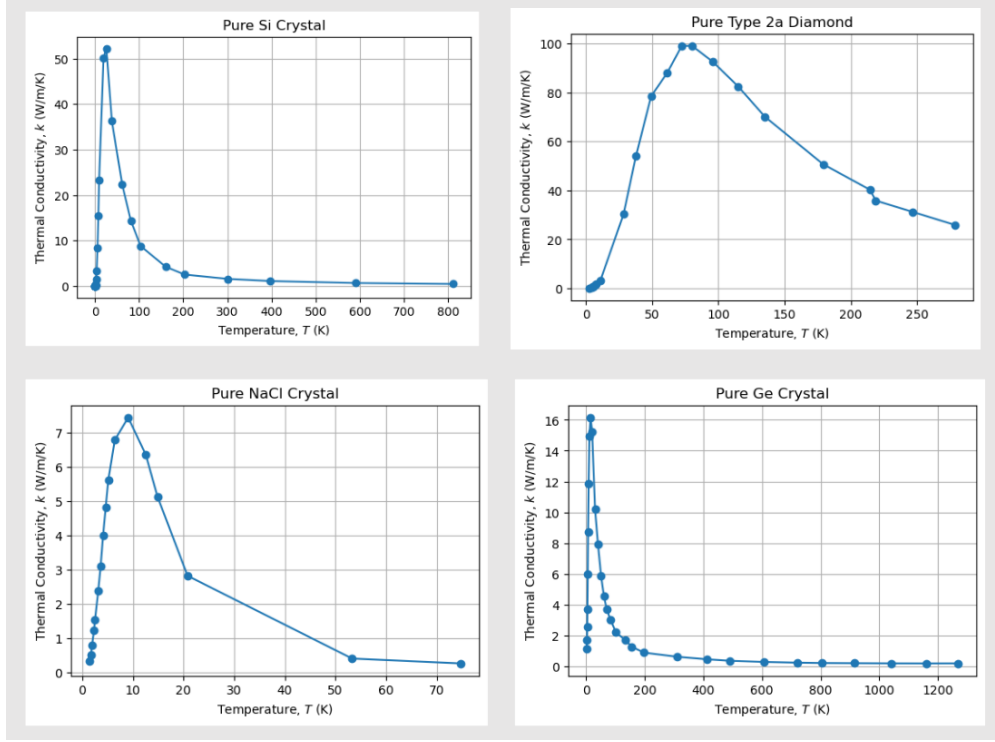 Pure Si Crystal
Thermal Conductivity, k (W/m/K)
50
40
30
20
10
0
0 100 200 300 400 500 600 700 800
Temperature, T (K)
Pure Type 2a Diamond
Thermal Conductivity, k (W/m/K)
100
80
60
40
20
0
0 50 100 150 200 250
Temperature, T (K)
Pure NaCl Crystal
Thermal Conductivity, k (W/m/K)
7
6
5
4
3
2
1
0
0 10 20 30 40 50 60 70
Temperature, T (K)
Pure Ge Crystal
Thermal Conductivity, k (W/m/K)
16
14
12
10
8
6
4
2
0
0 200 400 600 800 1000 1200
Temperature, T (K)